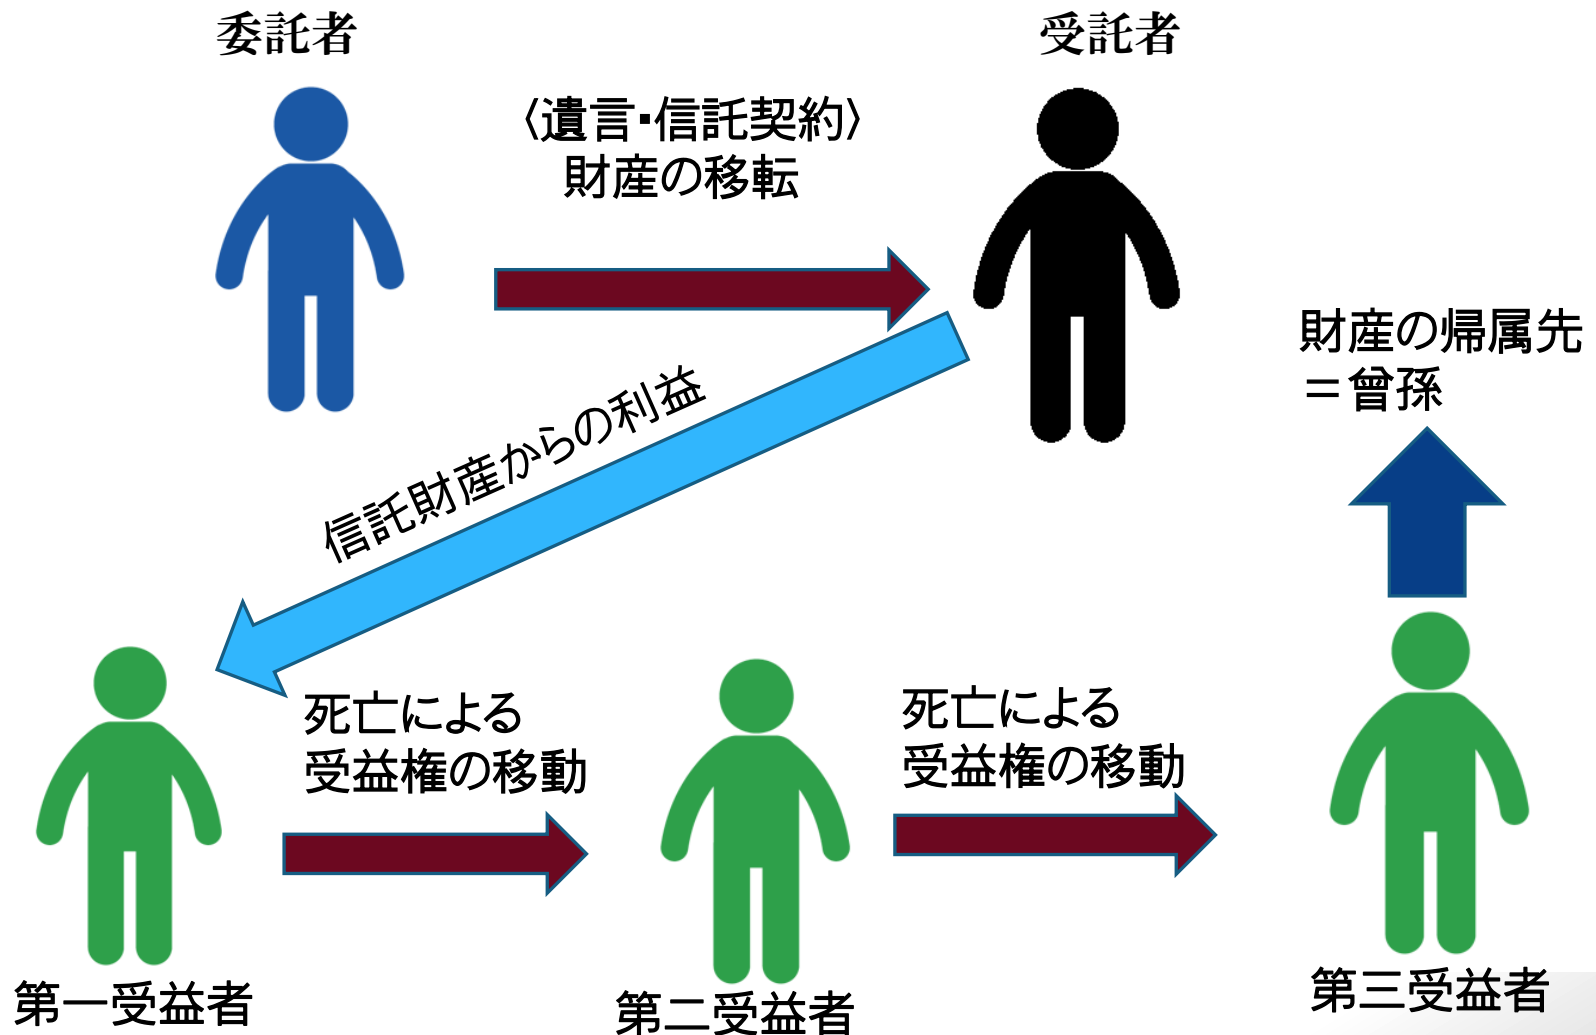 委託者
受託者
〈遺言・信託契約〉
財産の移転
財産の帰属先
＝曾孫
信託財産からの利益
死亡による
受益権の移動
死亡による
受益権の移動
第一受益者
第二受益者
第三受益者